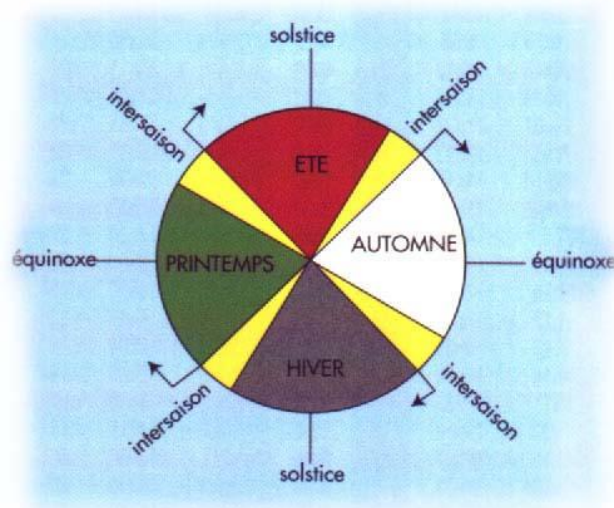 solstice
intersaison
intersaison
ETE
équinoxe
PRINTEMPS
AUTOMNE
équinoxe
HIVER
intersaison
intersaison
solstice